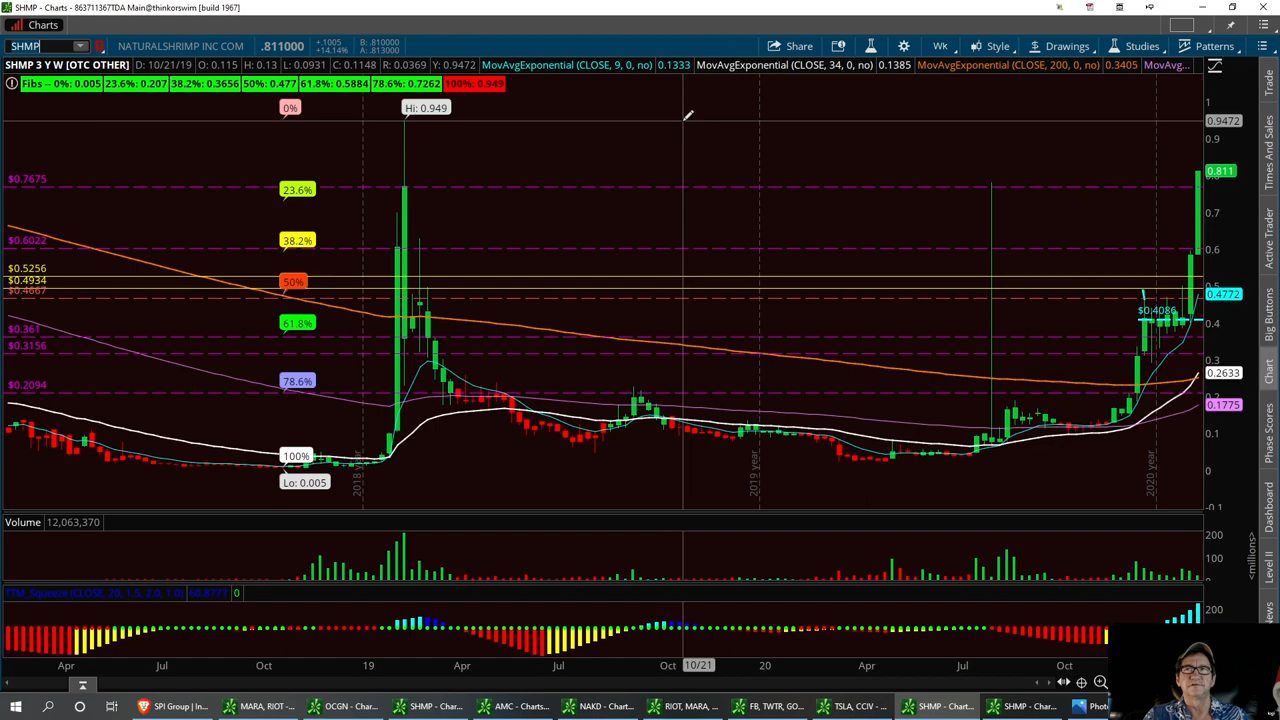 SHMP - Charts - 863711367TDA Main@thinkorswim [build 1967]
Charts
SHMP NATURALSHRIMP INC COM .811000 +.1005 +14.14% B: .810000 A: .813000 Share Wk Style Drawings Studies Patterns
SHMP 3 Y W [OTC OTHER] D: 10/21/19 O: 0.115 H: 0.13 L: 0.0931 C: 0.1148 R: 0.0369 Y: 0.9472 MovAvgExponential (CLOSE, 9, 0, no) 0.1333 MovAvgExponential (CLOSE, 34, 0, no) 0.1385 MovAvgExponential (CLOSE, 200, 0, no) 0.3405 MovAvg...
Fibs -- 0%: 0.005 23.6%: 0.207 38.2%: 0.3656 50%: 0.477 61.8%: 0.5884 78.6%: 0.7262 100%: 0.949
0% Hi: 0.949
1
0.9472
0.9
0.811
$0.7675
23.6%
0.7
$0.6022
38.2%
0.6
$0.5256
$0.4934
50%
$0.4667
0.4772
$0.4086
61.8%
0.4
$0.361
$0.3156
0.3
0.2633
78.6%
$0.2094
0.1775
0.1
100%
0
Lo: 0.005
2018 year
2019 year
2020 year
-0.1
Volume 12,063,370
200
100
<millions>
TTM_Squeeze (CLOSE, 20, 1.5, 2.0, 1.0) 60.8777 0
200
Apr Jul Oct 19 Apr Jul Oct 10/21 20 Apr Jul Oct
Trade
Times And Sales
Active Trader
Big Buttons
Chart
Phase Scores
Dashboard
Level II
News
SPI Group | In...
MARA, RIOT -...
OCGN - Char...
SHMP - Char...
AMC - Charts...
NAKD - Char...
RIOT, MARA, ...
FB, TWTR, GO...
TSLA, CCIV - ...
SHMP - Chart...
SHMP - Char...
Photo